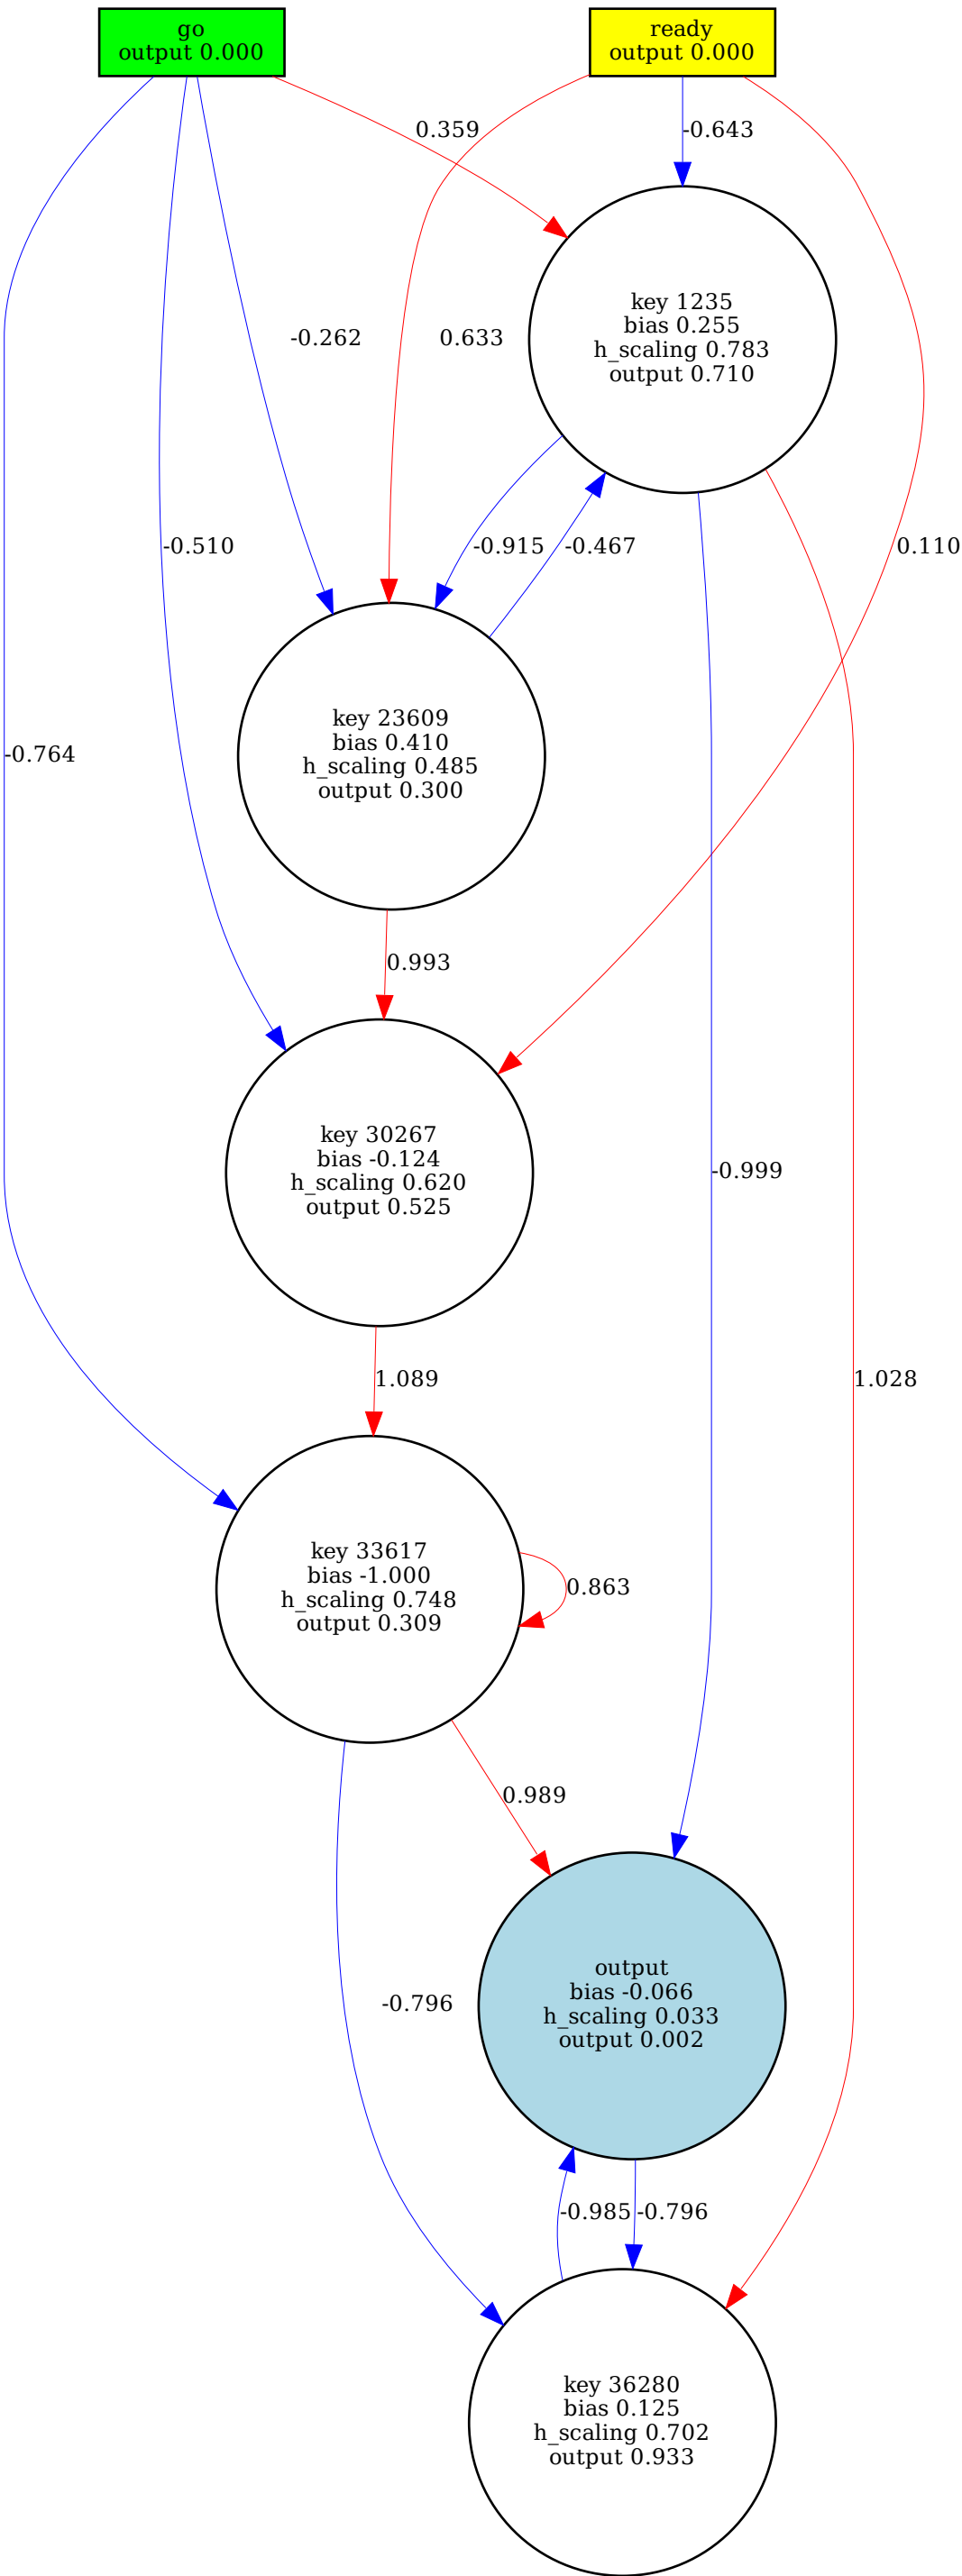 go
output 0.000
ready
output 0.000
0.359
-0.643
key 1235
bias 0.255
h_scaling 0.783
output 0.710
-0.262
0.633
-0.510
-0.915
-0.467
0.110
key 23609
bias 0.410
h_scaling 0.485
output 0.300
-0.764
0.993
key 30267
bias -0.124
h_scaling 0.620
output 0.525
-0.999
1.089
1.028
key 33617
bias -1.000
h_scaling 0.748
output 0.309
0.863
0.989
output
bias -0.066
h_scaling 0.033
output 0.002
-0.796
-0.985
-0.796
key 36280
bias 0.125
h_scaling 0.702
output 0.933